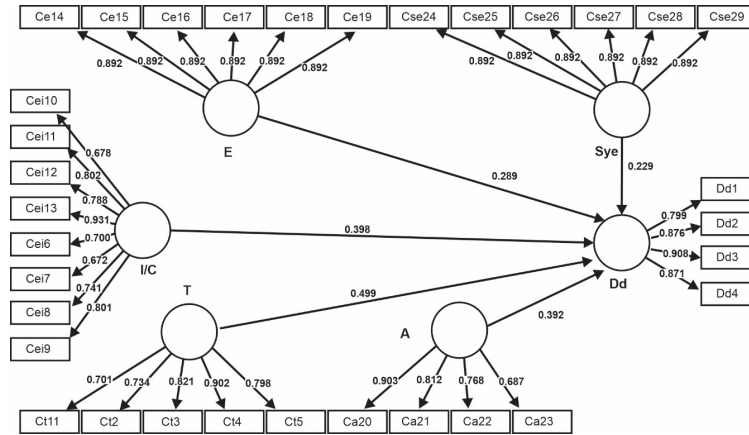 Ce14 Ce15 Ce16 Ce17 Ce18 Ce19 Cse24 Cse25 Cse26 Cse27 Cse28 Cse29
0.892 0.892 0.892 0.892 0.892 0.892 0.892 0.892 0.892 0.892 0.892 0.892
E
Sye
Cei10
Cei11
Cei12
Cei13
Cei6
Cei7
Cei8
Cei9
0.678
0.802
0.788
0.931
0.700
0.672
0.741
0.801
I/C
0.289
0.229
0.398
0.499
0.392
T
A
Dd
0.799
0.876
0.908
0.871
Dd1
Dd2
Dd3
Dd4
0.701 0.734 0.821 0.902 0.798 0.903 0.812 0.768 0.687
Ct11 Ct2 Ct3 Ct4 Ct5 Ca20 Ca21 Ca22 Ca23